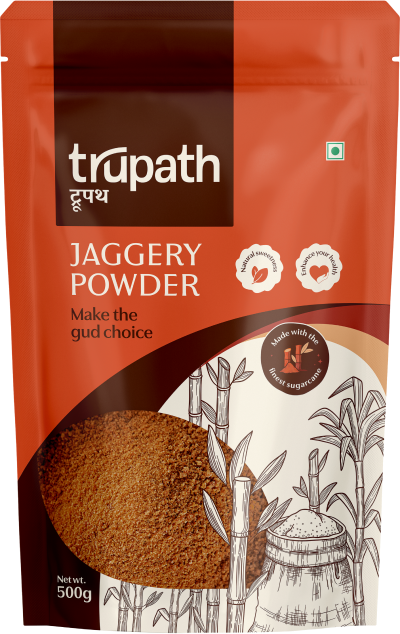 trupath
ट्रूपथ
JAGGERY
POWDER
Natural sweetness
Enhance your health
Make the
gud choice
Made with the
finest sugarcane
Net wt.
500g